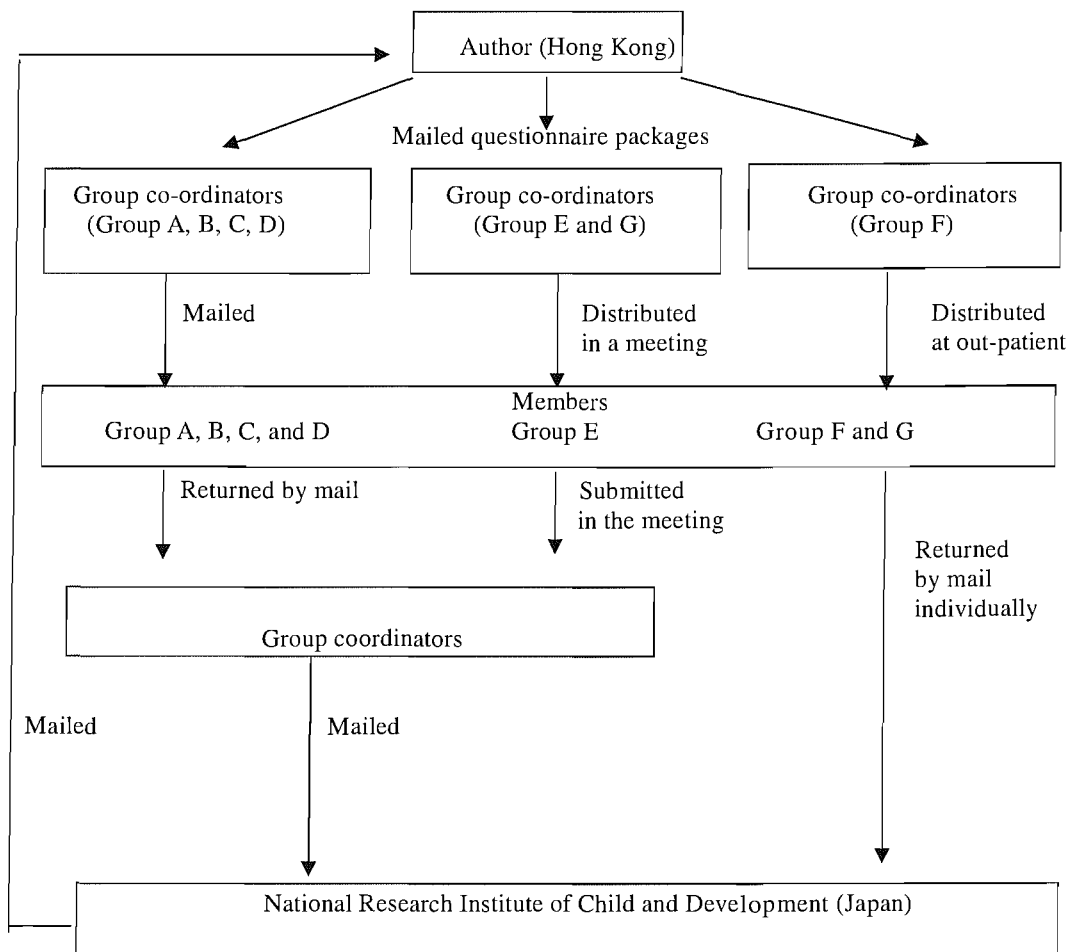 Author (Hong Kong)
Mailed questionnaire packages
Group co-ordinators
(Group A, B, C, D)
Group co-ordinators
(Group E and G)
Group co-ordinators
(Group F)
Mailed
Distributed
in a meeting
Distributed
at out-patient
Members
Group A, B, C, and D
Group E
Group F and G
Returned by mail
Submitted
in the meeting
Returned
by mail
individually
Group coordinators
Mailed
Mailed
National Research Institute of Child and Development (Japan)